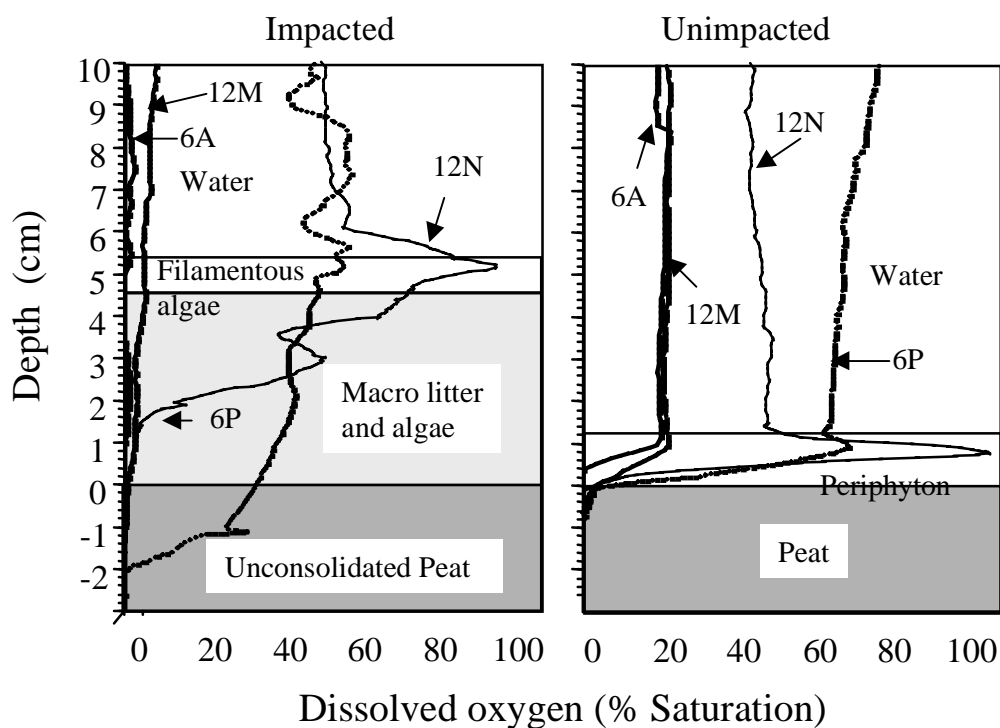 Impacted
Unimpacted
Depth (cm)
10
9
8
7
6
5
4
3
2
1
0
-1
-2
12M
6A
Water
12N
Filamentous
algae
Macro litter
and algae
6P
Unconsolidated Peat
0
20
40
60
80
100
12N
6A
Water
12M
6P
Periphyton
Peat
0
20
40
60
80
100
Dissolved oxygen (% Saturation)